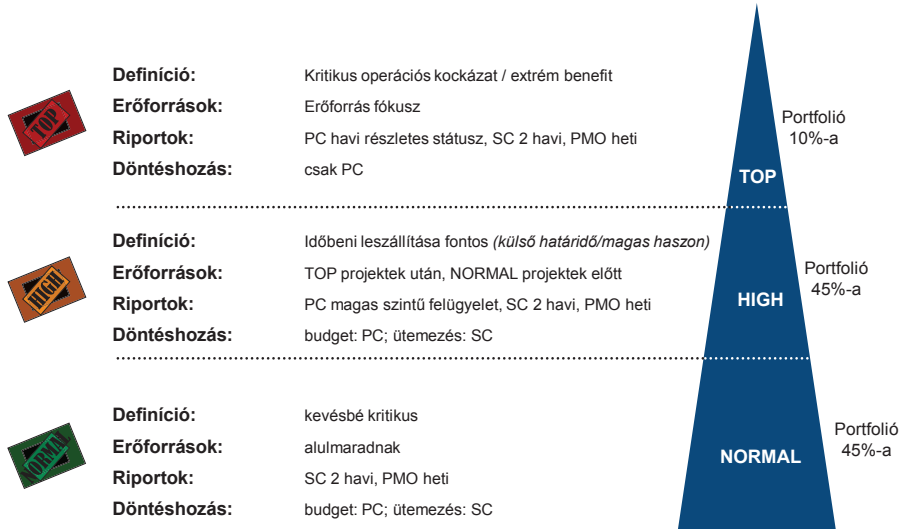 TOP
Definíció: Kritikus operációs kockázat / extrém benefit
Erőforrások: Erőforrás fókusz
Riportok: PC havi részletes státusz, SC 2 havi, PMO heti
Döntéshozás: csak PC
Portfolió
10%-a
TOP
HIGH
Definíció: Időbeni leszállítása fontos (külső határidő/magas haszon)
Erőforrások: TOP projektek után, NORMAL projektek előtt
Riportok: PC magas szintű felügyelet, SC 2 havi, PMO heti
Döntéshozás: budget: PC; ütemezés: SC
Portfolió
45%-a
HIGH
NORMAL
Definíció: kevésbé kritikus
Erőforrások: alulmaradnak
Riportok: SC 2 havi, PMO heti
Döntéshozás: budget: PC; ütemezés: SC
Portfolió
45%-a
NORMAL